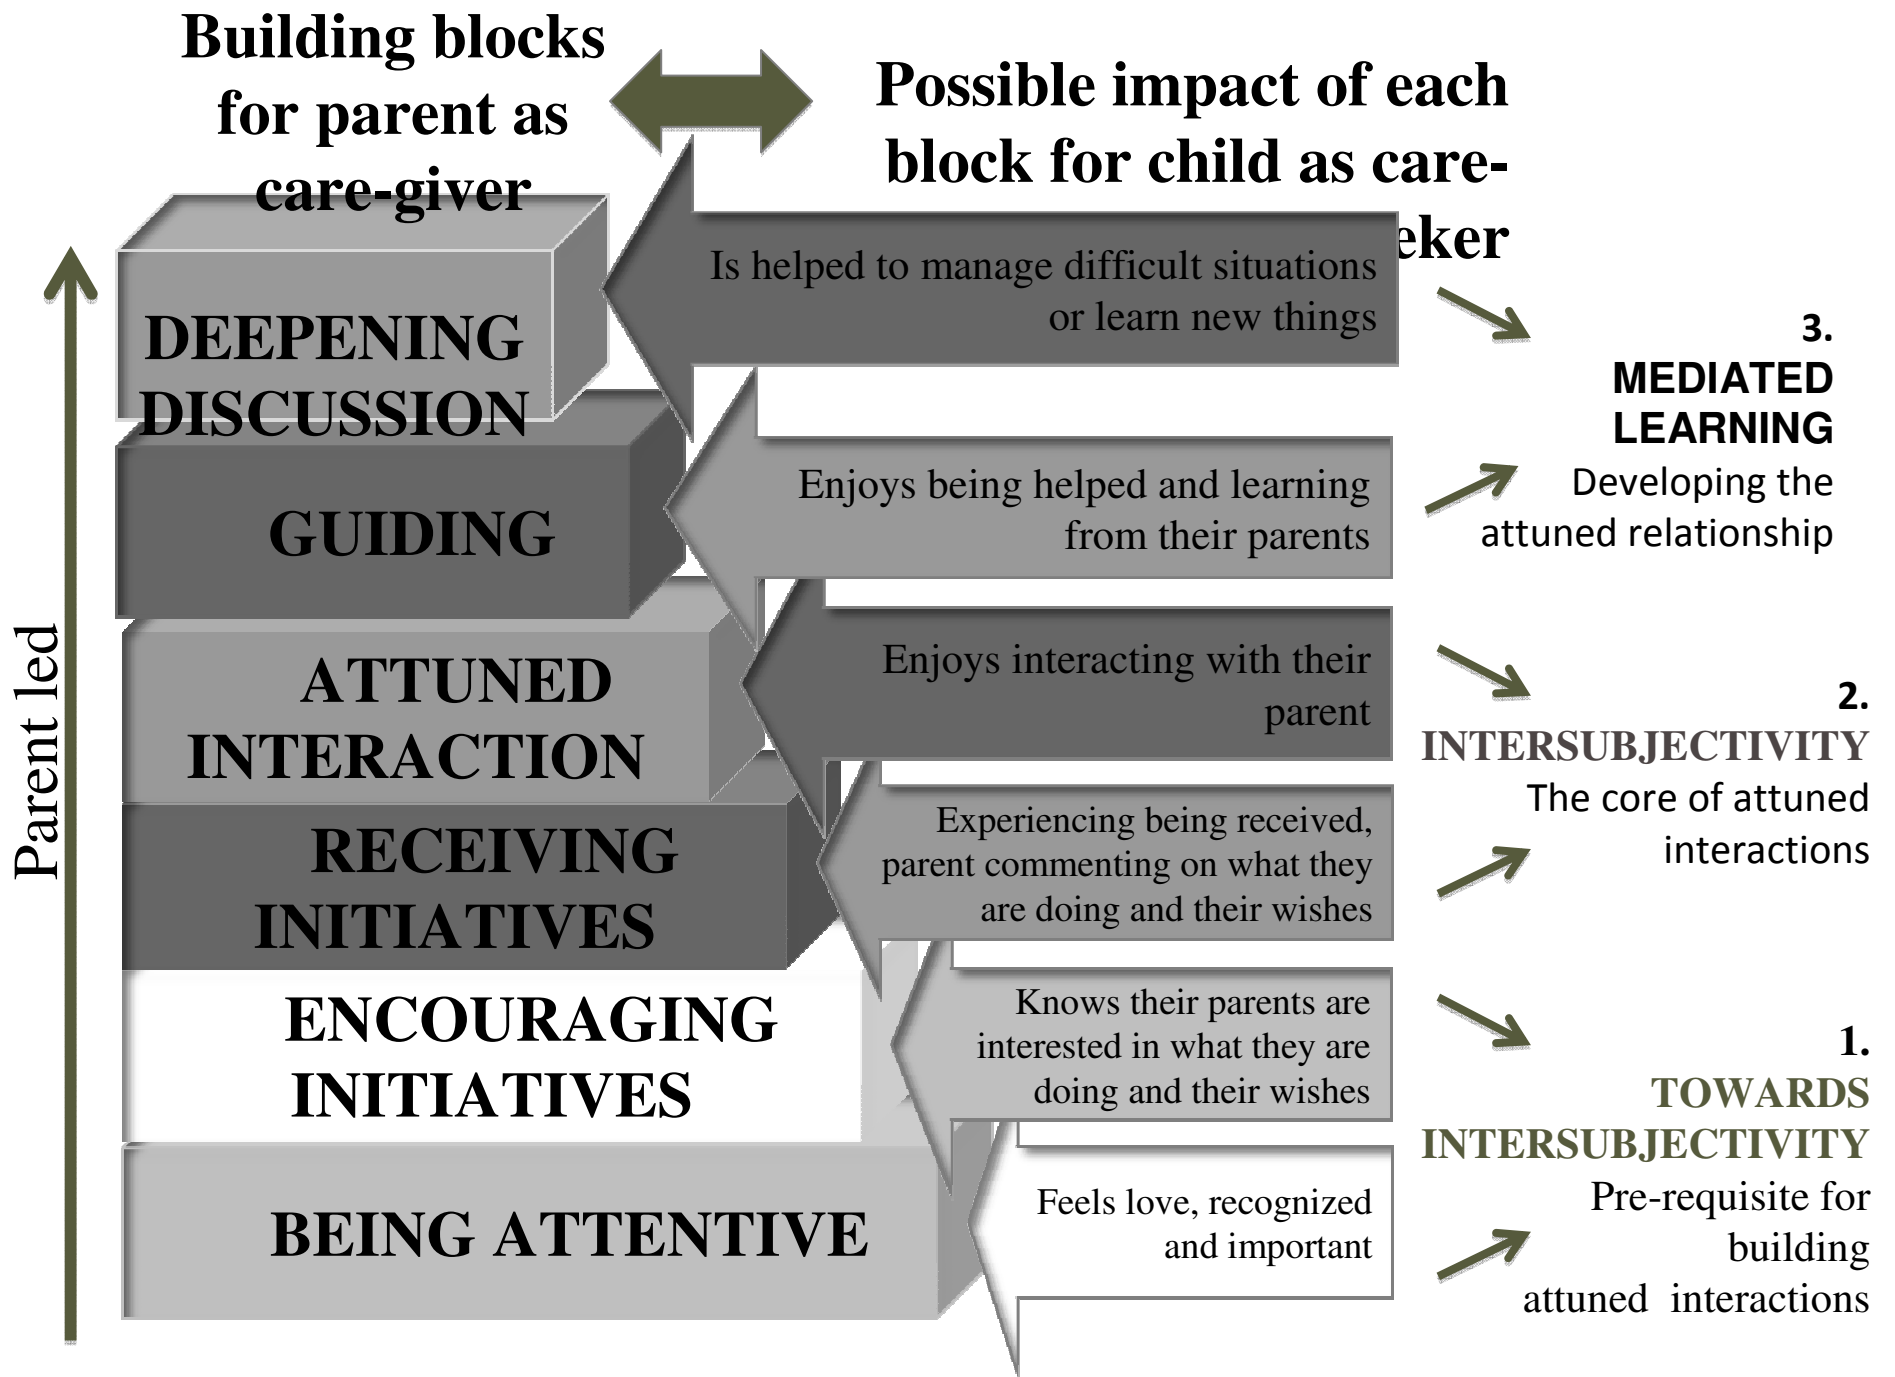 Building blocks
for parent as
care-giver
Possible impact of each
block for child as care-
eker
Parent led
DEEPENING
DISCUSSION
Is helped to manage difficult situations
or learn new things
3.
MEDIATED
LEARNING
Developing the
attuned relationship
GUIDING
Enjoys being helped and learning
from their parents
ATTUNED
INTERACTION
Enjoys interacting with their
parent
2.
INTERSUBJECTIVITY
The core of attuned
interactions
RECEIVING
INITIATIVES
Experiencing being received,
parent commenting on what they
are doing and their wishes
ENCOURAGING
INITIATIVES
Knows their parents are
interested in what they are
doing and their wishes
1.
TOWARDS
INTERSUBJECTIVITY
Pre-requisite for
building
attuned interactions
BEING ATTENTIVE
Feels love, recognized
and important